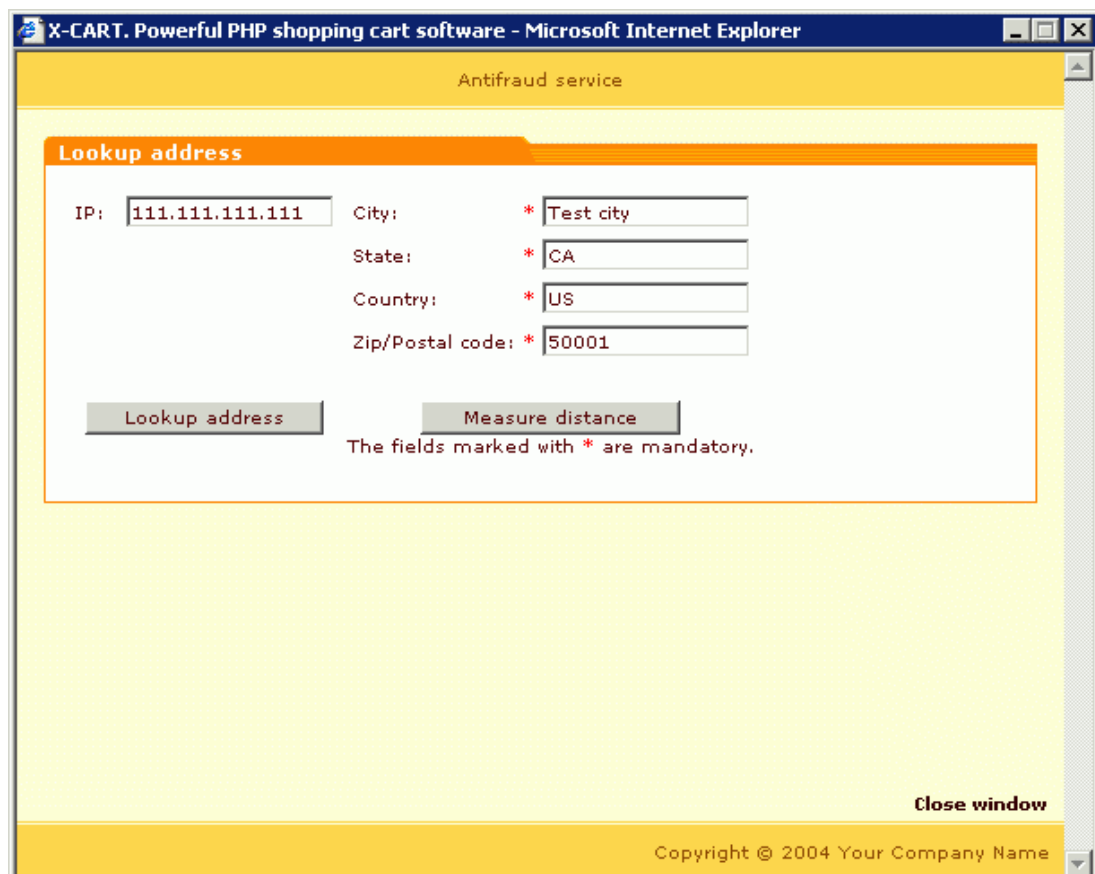 X-CART. Powerful PHP shopping cart software - Microsoft Internet Explorer
Antifraud service
Lookup address
IP: 111.111.111.111 City: * Test city
State: * CA
Country: * US
Zip/Postal code: * 50001
Lookup address Measure distance
The fields marked with * are mandatory.
Close window
Copyright © 2004 Your Company Name